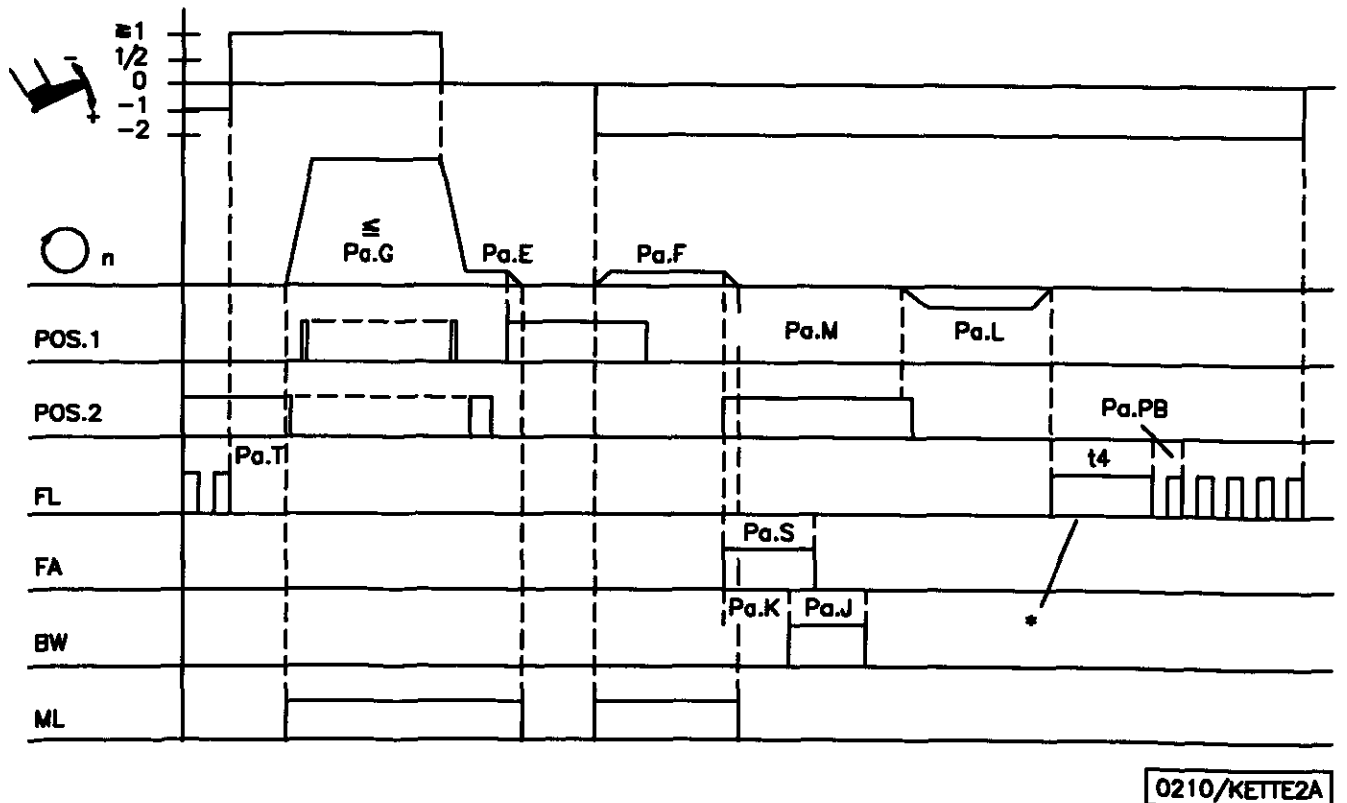 ≥1
1/2
0
-1
-2
-
+
n
≤
Pa.G
Pa.E
Pa.F
POS.1
Pa.M
Pa.L
POS.2
Pa.PB
Pa.T
t4
FL
Pa.S
FA
Pa.K
Pa.J
*
BW
ML
0210/KETTE2A